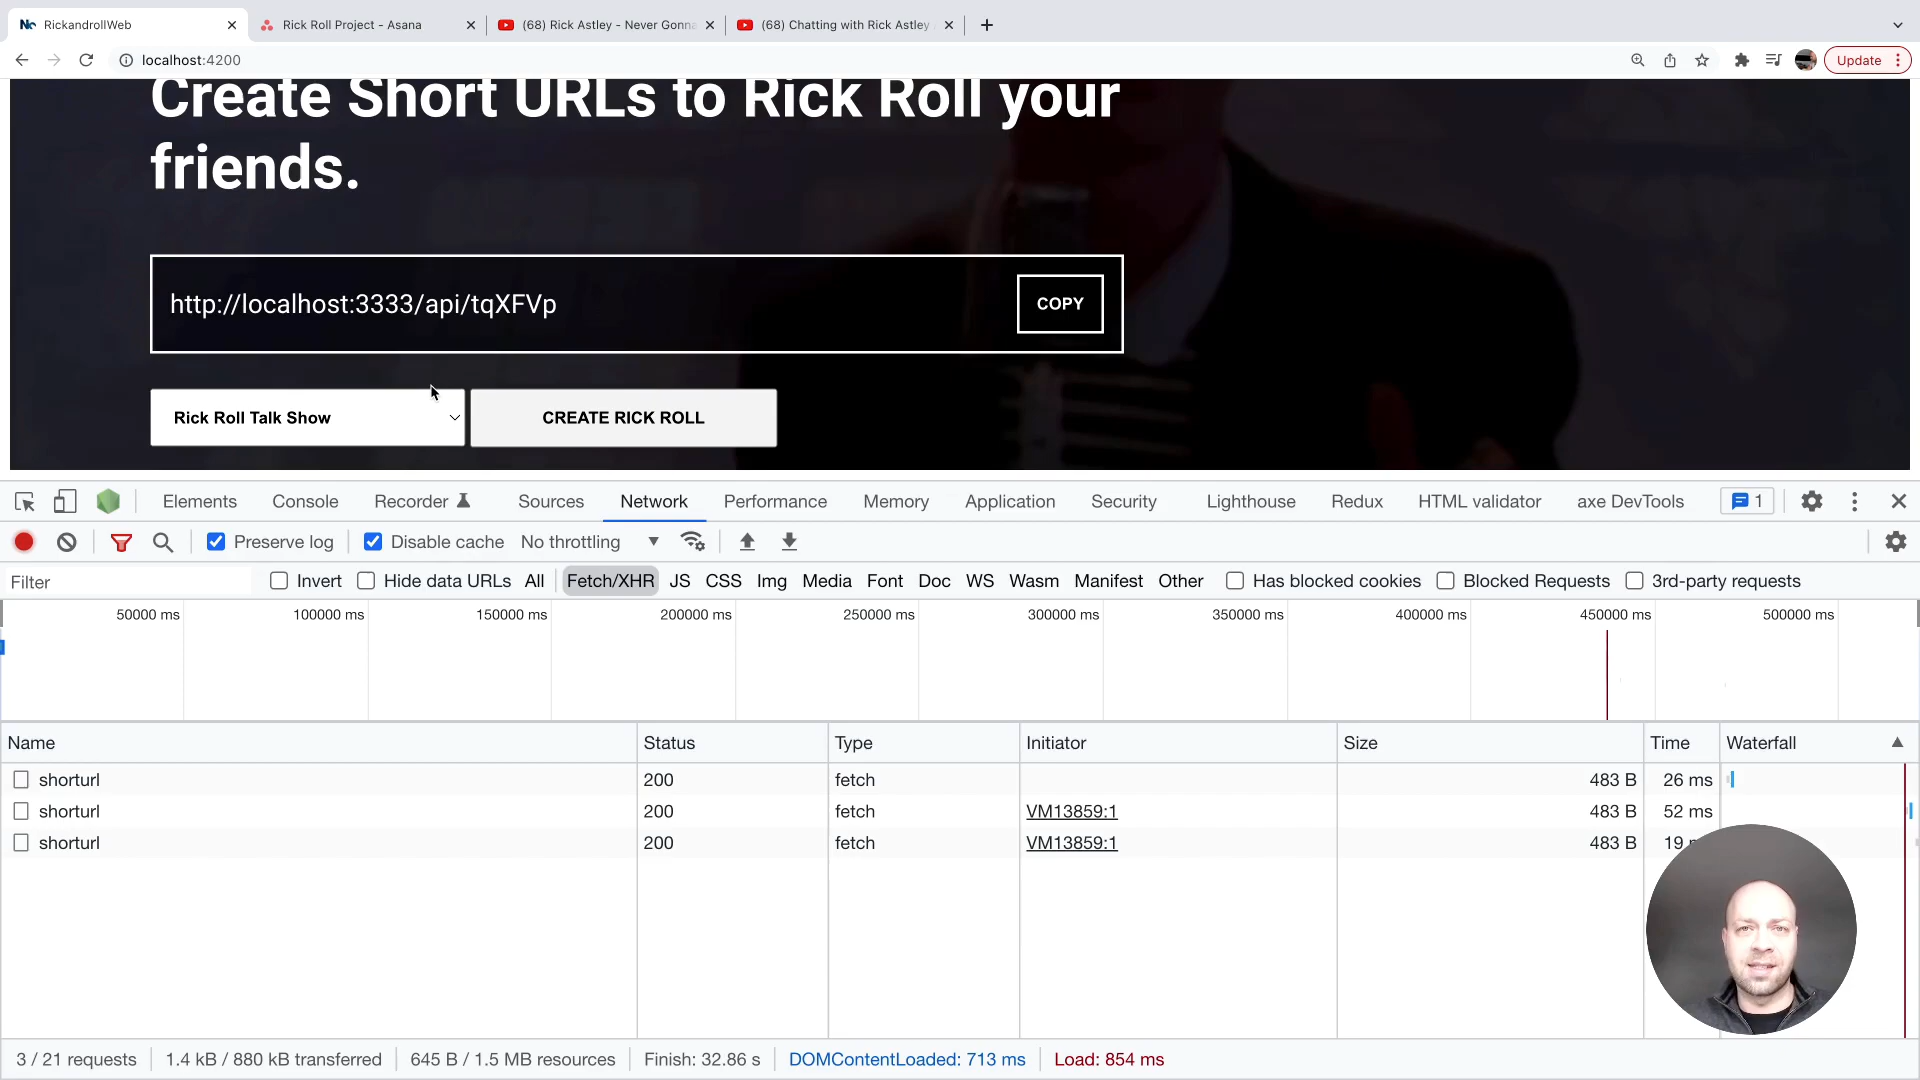 RickandrollWeb
Rick Roll Project - Asana
(68) Rick Astley - Never Gonna
(68) Chatting with Rick Astley
localhost:4200
Update
Create Short URLs to Rick Roll your
friends.
http://localhost:3333/api/tqXFVp
COPY
Rick Roll Talk Show
CREATE RICK ROLL
Elements Console Recorder Sources Network Performance Memory Application Security Lighthouse Redux HTML validator axe DevTools 1
Preserve log Disable cache No throttling
Filter Invert Hide data URLs All Fetch/XHR JS CSS Img Media Font Doc WS Wasm Manifest Other Has blocked cookies Blocked Requests 3rd-party requests
50000 ms 100000 ms 150000 ms 200000 ms 250000 ms 300000 ms 350000 ms 400000 ms 450000 ms 500000 ms
Name Status Type Initiator Size Time Waterfall
shorturl 200 fetch 483 B 26 ms
shorturl 200 fetch VM13859:1 483 B 52 ms
shorturl 200 fetch VM13859:1 483 B 19
3 / 21 requests 1.4 kB / 880 kB transferred 645 B / 1.5 MB resources Finish: 32.86 s DOMContentLoaded: 713 ms Load: 854 ms